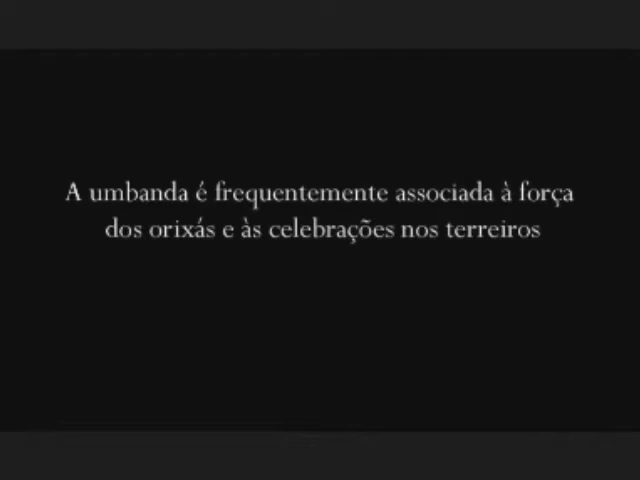 A umbanda é frequentemente associada à força
dos orixás e às celebrações nos terreiros